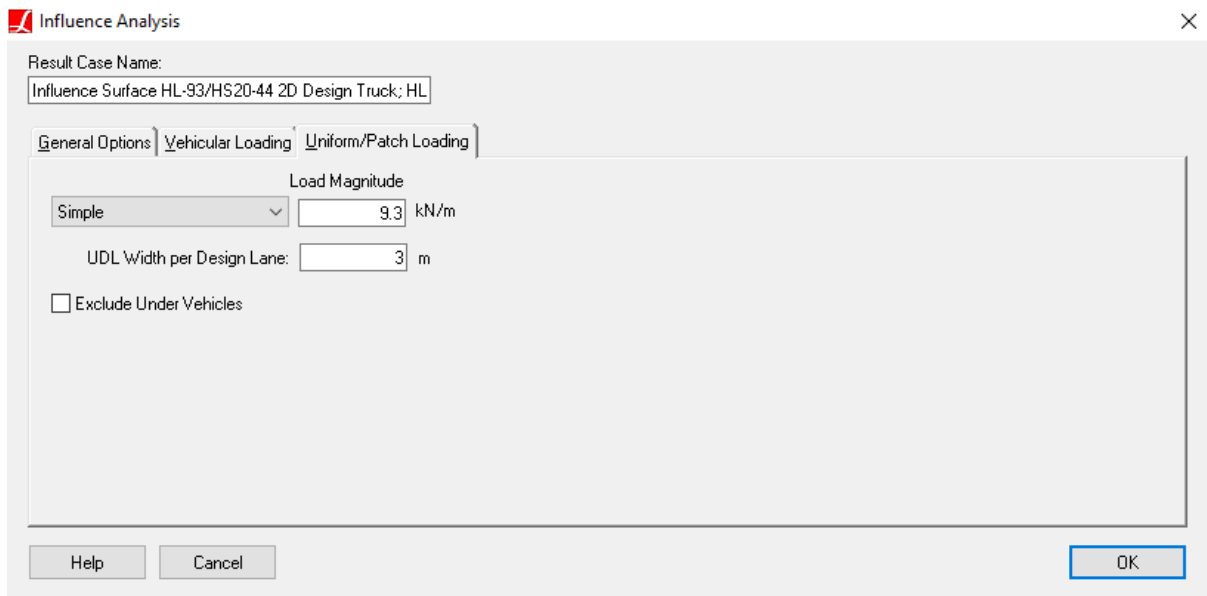 Influence Analysis
Result Case Name:
Influence Surface HL-93/HS20-44 2D Design Truck; HL
General Options Vehicular Loading Uniform/Patch Loading
Load Magnitude
Simple 9.3 kN/m
UDL Width per Design Lane: 3 m
Exclude Under Vehicles
Help Cancel OK